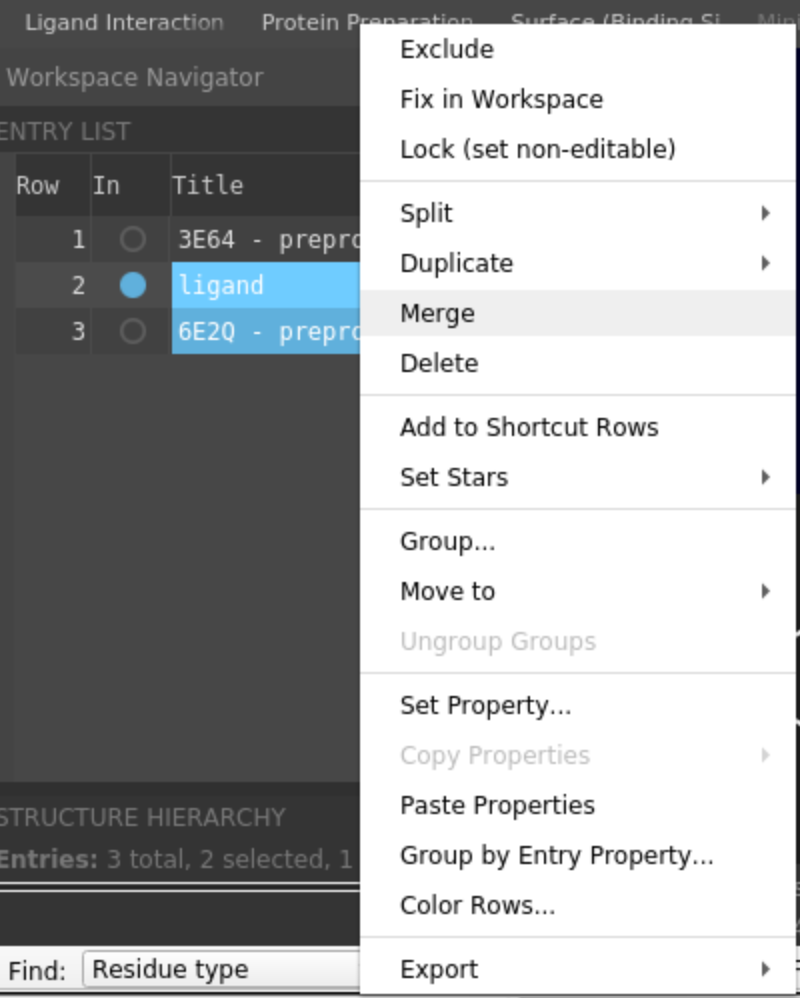 Ligand Interaction Protein Preparation Surface (Binding Si
Workspace Navigator
ENTRY LIST
Row In Title
1 3E64 - prepro
2 ligand
3 6E2Q - prepro
STRUCTURE HIERARCHY
Entries: 3 total, 2 selected, 1
Find: Residue type
Exclude
Fix in Workspace
Lock (set non-editable)
Split
Duplicate
Merge
Delete
Add to Shortcut Rows
Set Stars
Group...
Move to
Ungroup Groups
Set Property...
Copy Properties
Paste Properties
Group by Entry Property...
Color Rows...
Export